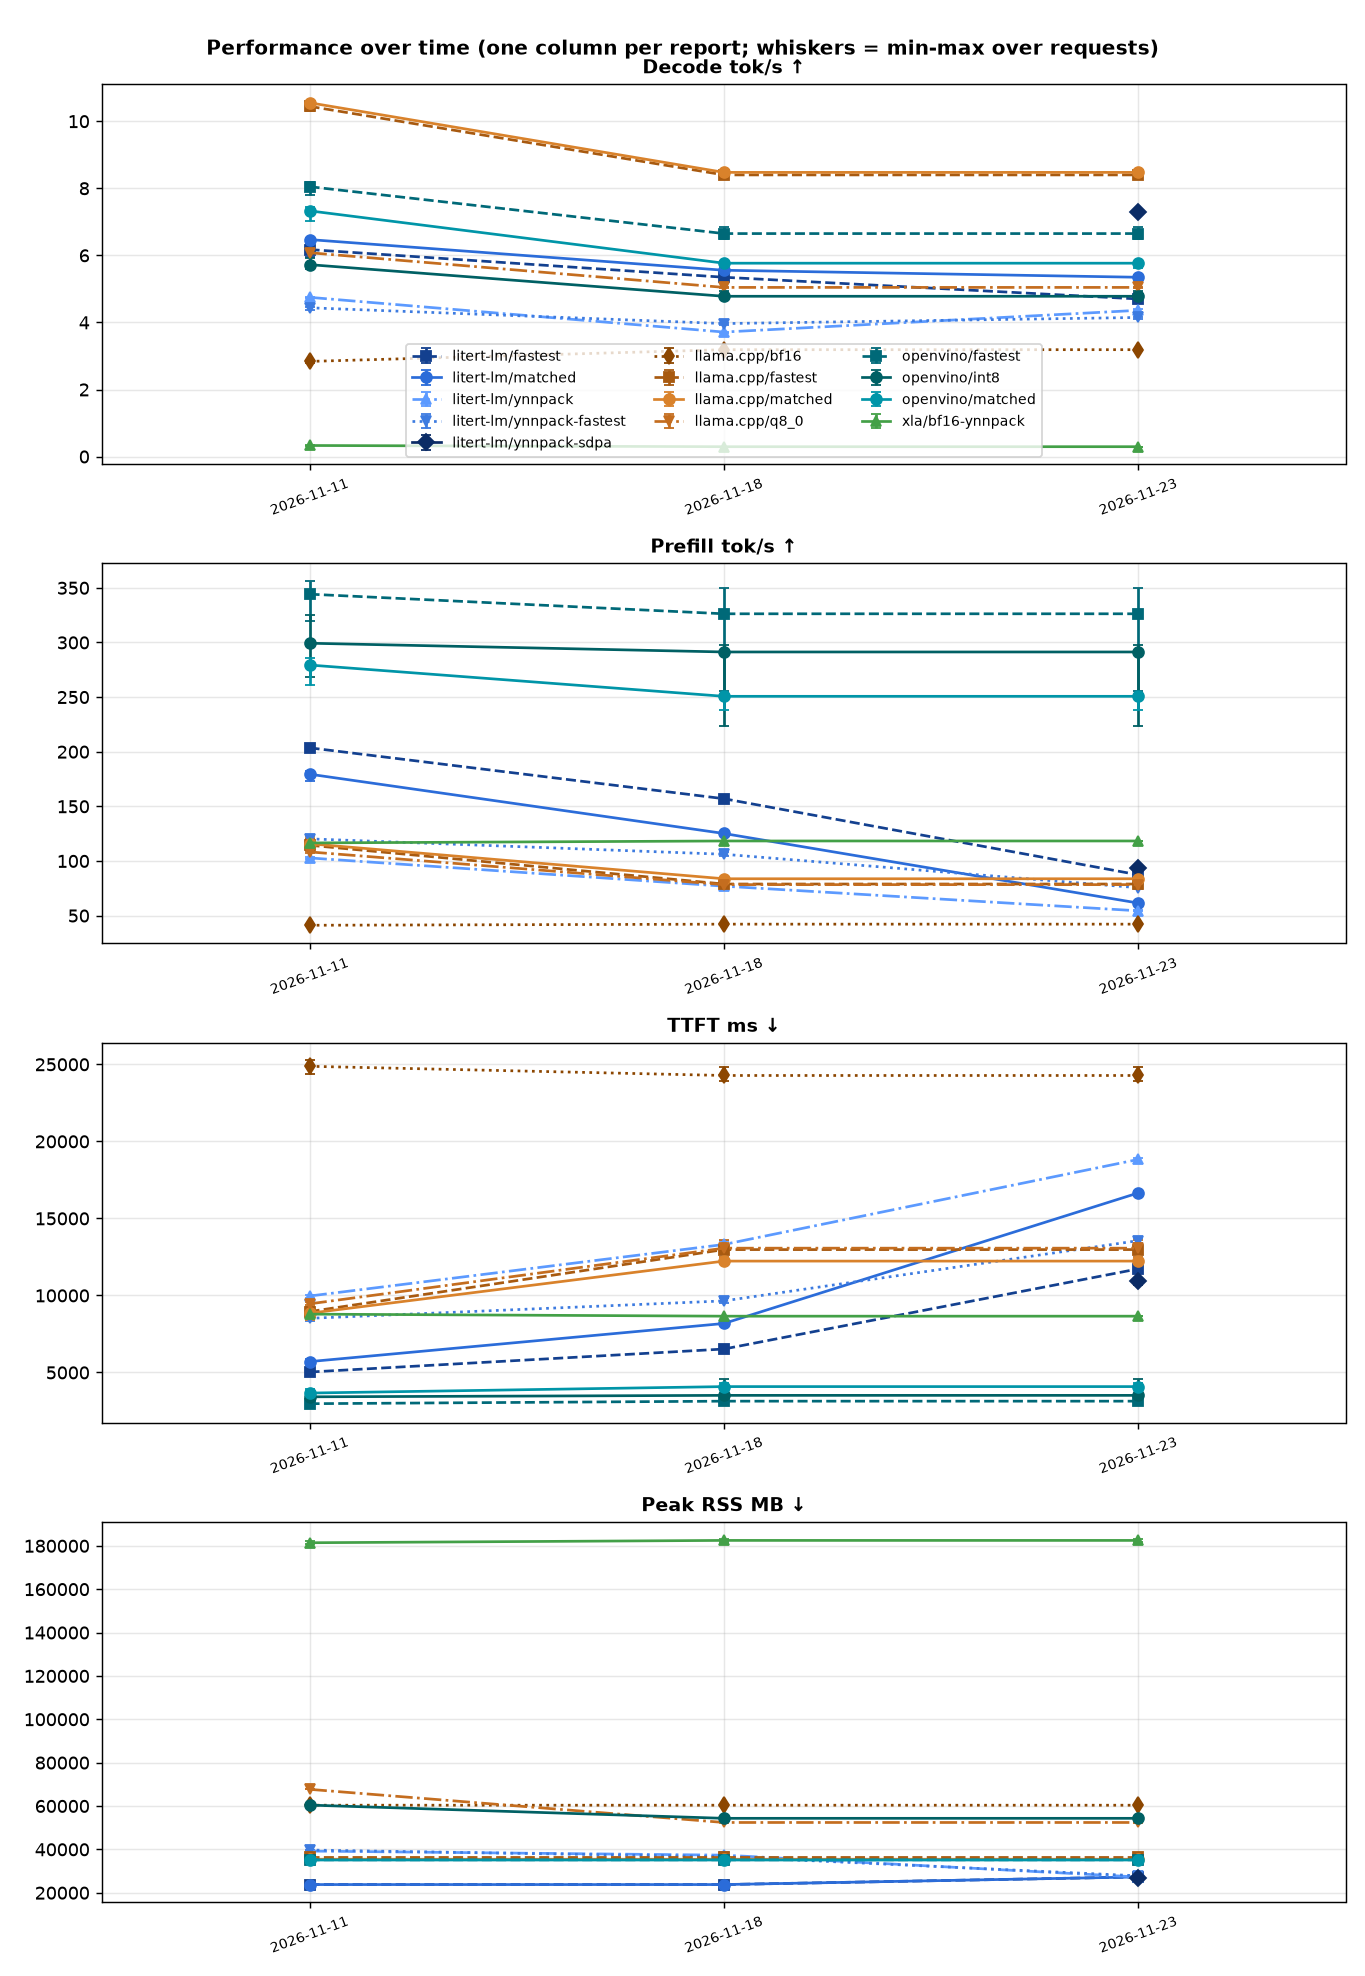 Performance over time (one column per report; whiskers = min-max over requests)
Decode tok/s ↑
10
8
6
4
2
0
litert-lm/fastest
litert-lm/matched
litert-lm/ynnpack
litert-lm/ynnpack-fastest
litert-lm/ynnpack-sdpa
llama.cpp/bf16
llama.cpp/fastest
llama.cpp/matched
llama.cpp/q8_0
openvino/fastest
openvino/int8
openvino/matched
xla/bf16-ynnpack
2026-11-11
2026-11-18
2026-11-23
Prefill tok/s ↑
350
300
250
200
150
100
50
2026-11-11
2026-11-18
2026-11-23
TTFT ms ↓
25000
20000
15000
10000
5000
2026-11-11
2026-11-18
2026-11-23
Peak RSS MB ↓
180000
160000
140000
120000
100000
80000
60000
40000
20000
2026-11-11
2026-11-18
2026-11-23